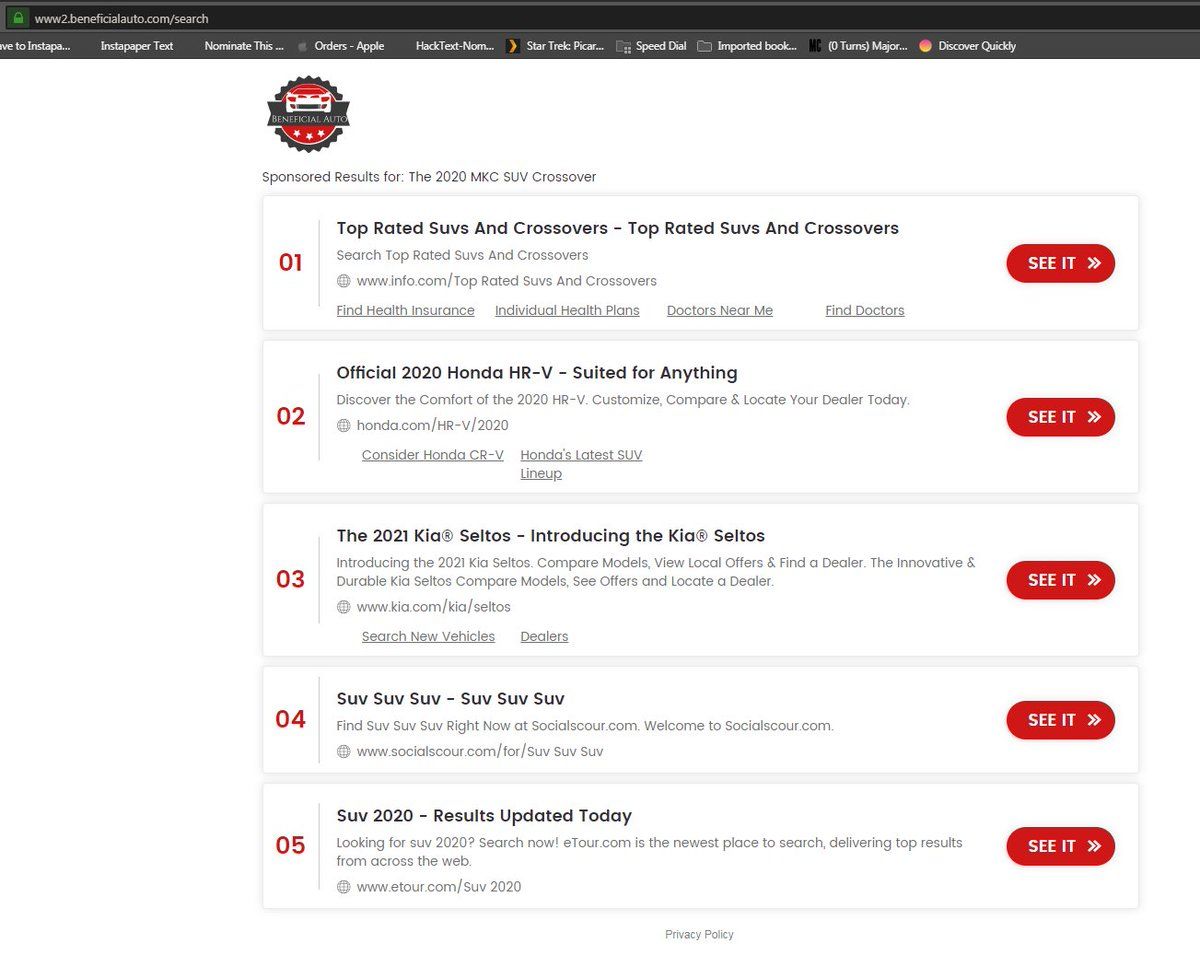 www2.beneficialauto.com/search
ave to Instapa... Instapaper Text Nominate This ... Orders - Apple HackText-Nom... Star Trek: Picar... Speed Dial Imported book... MC (0 Turns) Major... Discover Quickly
BENEFICIAL AUTO
Sponsored Results for: The 2020 MKC SUV Crossover
01
Top Rated Suvs And Crossovers - Top Rated Suvs And Crossovers
Search Top Rated Suvs And Crossovers
www.info.com/Top Rated Suvs And Crossovers
Find Health Insurance Individual Health Plans Doctors Near Me Find Doctors
SEE IT »
02
Official 2020 Honda HR-V - Suited for Anything
Discover the Comfort of the 2020 HR-V. Customize, Compare & Locate Your Dealer Today.
honda.com/HR-V/2020
Consider Honda CR-V Honda's Latest SUV
Lineup
SEE IT »
03
The 2021 Kia® Seltos - Introducing the Kia® Seltos
Introducing the 2021 Kia Seltos. Compare Models, View Local Offers & Find a Dealer. The Innovative &
Durable Kia Seltos Compare Models, See Offers and Locate a Dealer.
www.kia.com/kia/seltos
Search New Vehicles Dealers
SEE IT »
04
Suv Suv Suv - Suv Suv Suv
Find Suv Suv Suv Right Now at Socialscour.com. Welcome to Socialscour.com.
www.socialscour.com/for/Suv Suv Suv
SEE IT »
05
Suv 2020 - Results Updated Today
Looking for suv 2020? Search now! eTour.com is the newest place to search, delivering top results
from across the web.
www.etour.com/Suv 2020
SEE IT »
Privacy Policy